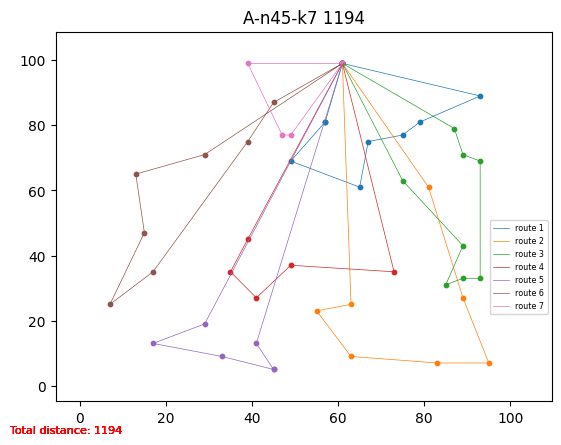 A-n45-k7 1194
100
80
60
40
20
0
0 20 40 60 80 100
route 1
route 2
route 3
route 4
route 5
route 6
route 7
Total distance: 1194